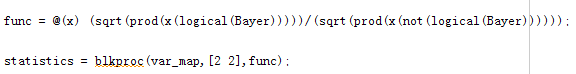 func = @(x) (sqrt(prod(x(logical(Bayer)))))/(sqrt(prod(x(not(logical(Bayer))))));
statistics = blkproc(var_map,[2 2],func);